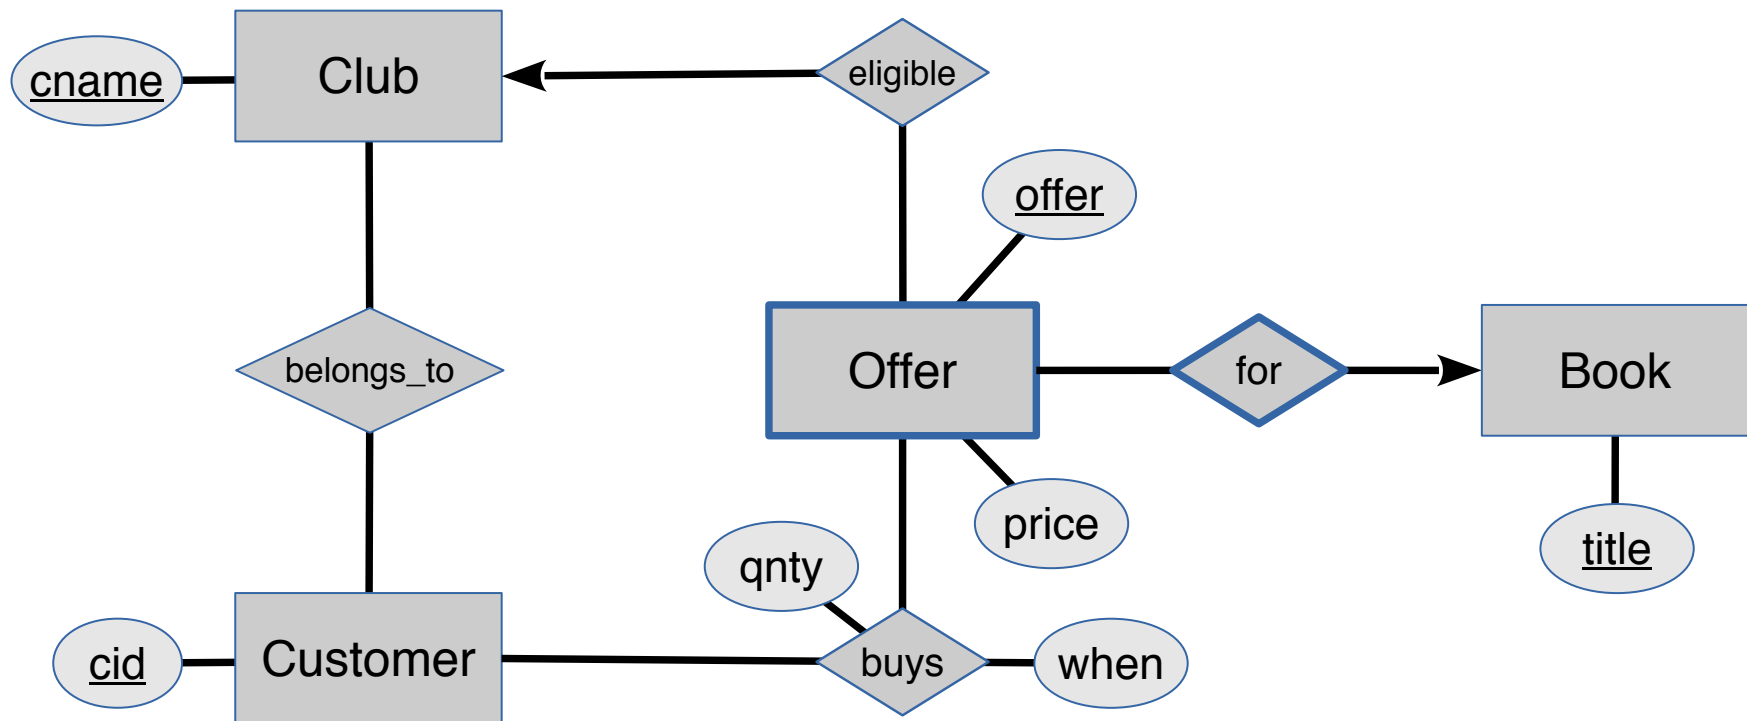 cname
Club
eligible
offer
belongs_to
Offer
for
Book
qnty
price
title
cid
Customer
buys
when